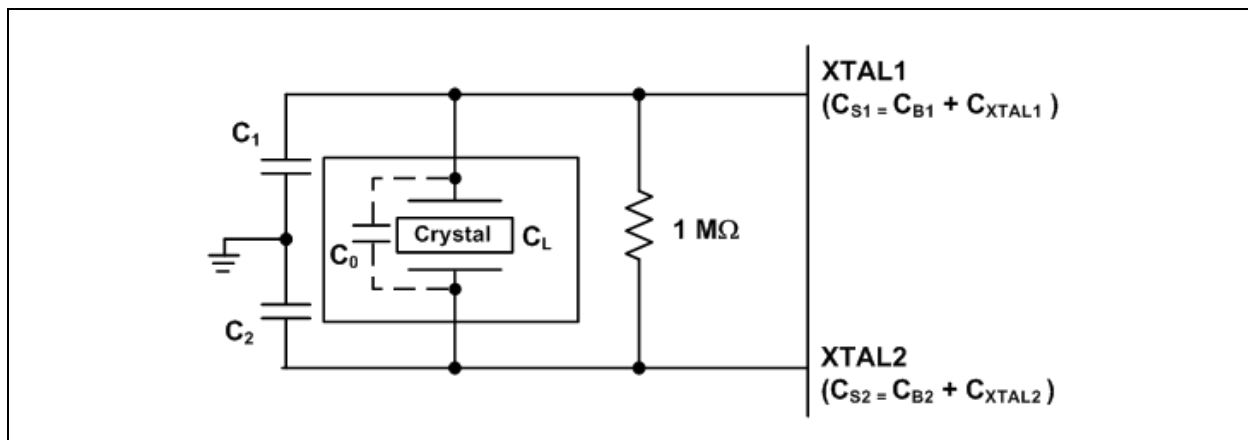 XTAL1
(CS1 = CB1 + CXTAL1 )
C1
Crystal
CL
C0
1 MΩ
C2
XTAL2
(CS2 = CB2 + CXTAL2 )